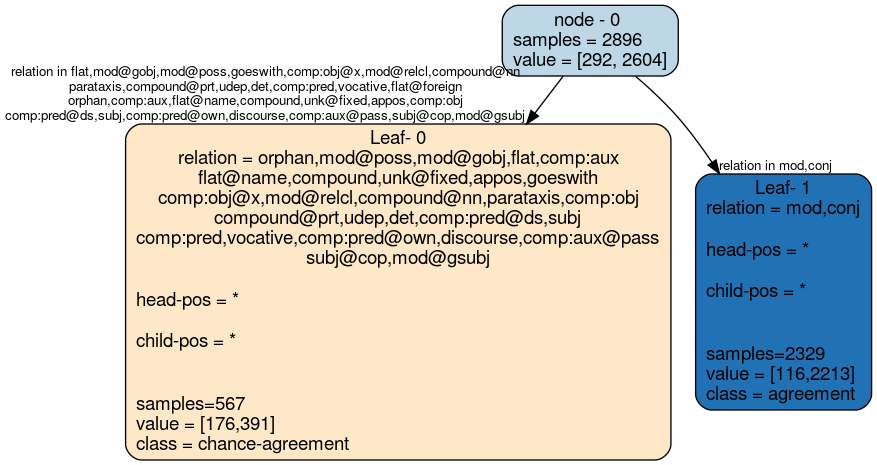 node - 0
samples = 2896
value = [292, 2604]
relation in flat,mod@gobj,mod@poss,goeswith,comp:obj@x,mod@relcl,compound@nn
parataxis,compound@prt,udep,det,comp:pred,vocative,flat@foreign
orphan,comp:aux,flat@name,compound,unk@fixed,appos,comp:obj
comp:pred@ds,subj,comp:pred@own,discourse,comp:aux@pass,subj@cop,mod@gsubj
Leaf- 0
relation = orphan,mod@poss,mod@gobj,flat,comp:aux
flat@name,compound,unk@fixed,appos,goeswith
comp:obj@x,mod@relcl,compound@nn,parataxis,comp:obj
compound@prt,udep,det,comp:pred@ds,subj
comp:pred,vocative,comp:pred@own,discourse,comp:aux@pass
subj@cop,mod@gsubj
head-pos = *
child-pos = *
samples=567
value = [176,391]
class = chance-agreement
relation in mod,conj
Leaf- 1
relation = mod,conj
head-pos = *
child-pos = *
samples=2329
value = [116,2213]
class = agreement